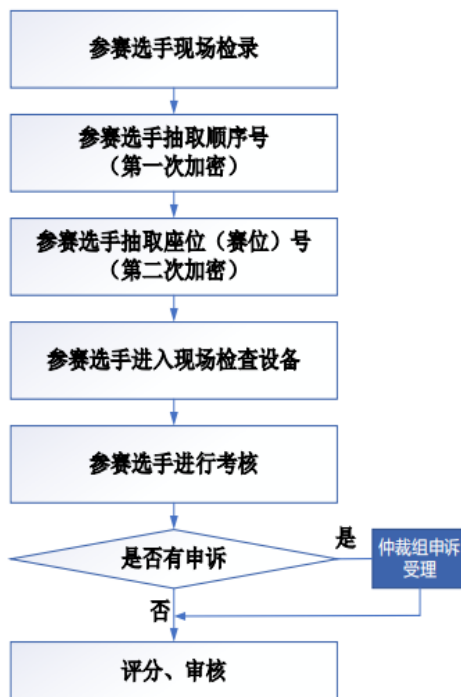 参赛选手现场检录
参赛选手抽取顺序号
（第一次加密）
参赛选手抽取座位（赛位）号
（第二次加密）
参赛选手进入现场检查设备
参赛选手进行考核
是否有申诉
是
仲裁组申诉
受理
否
评分、审核